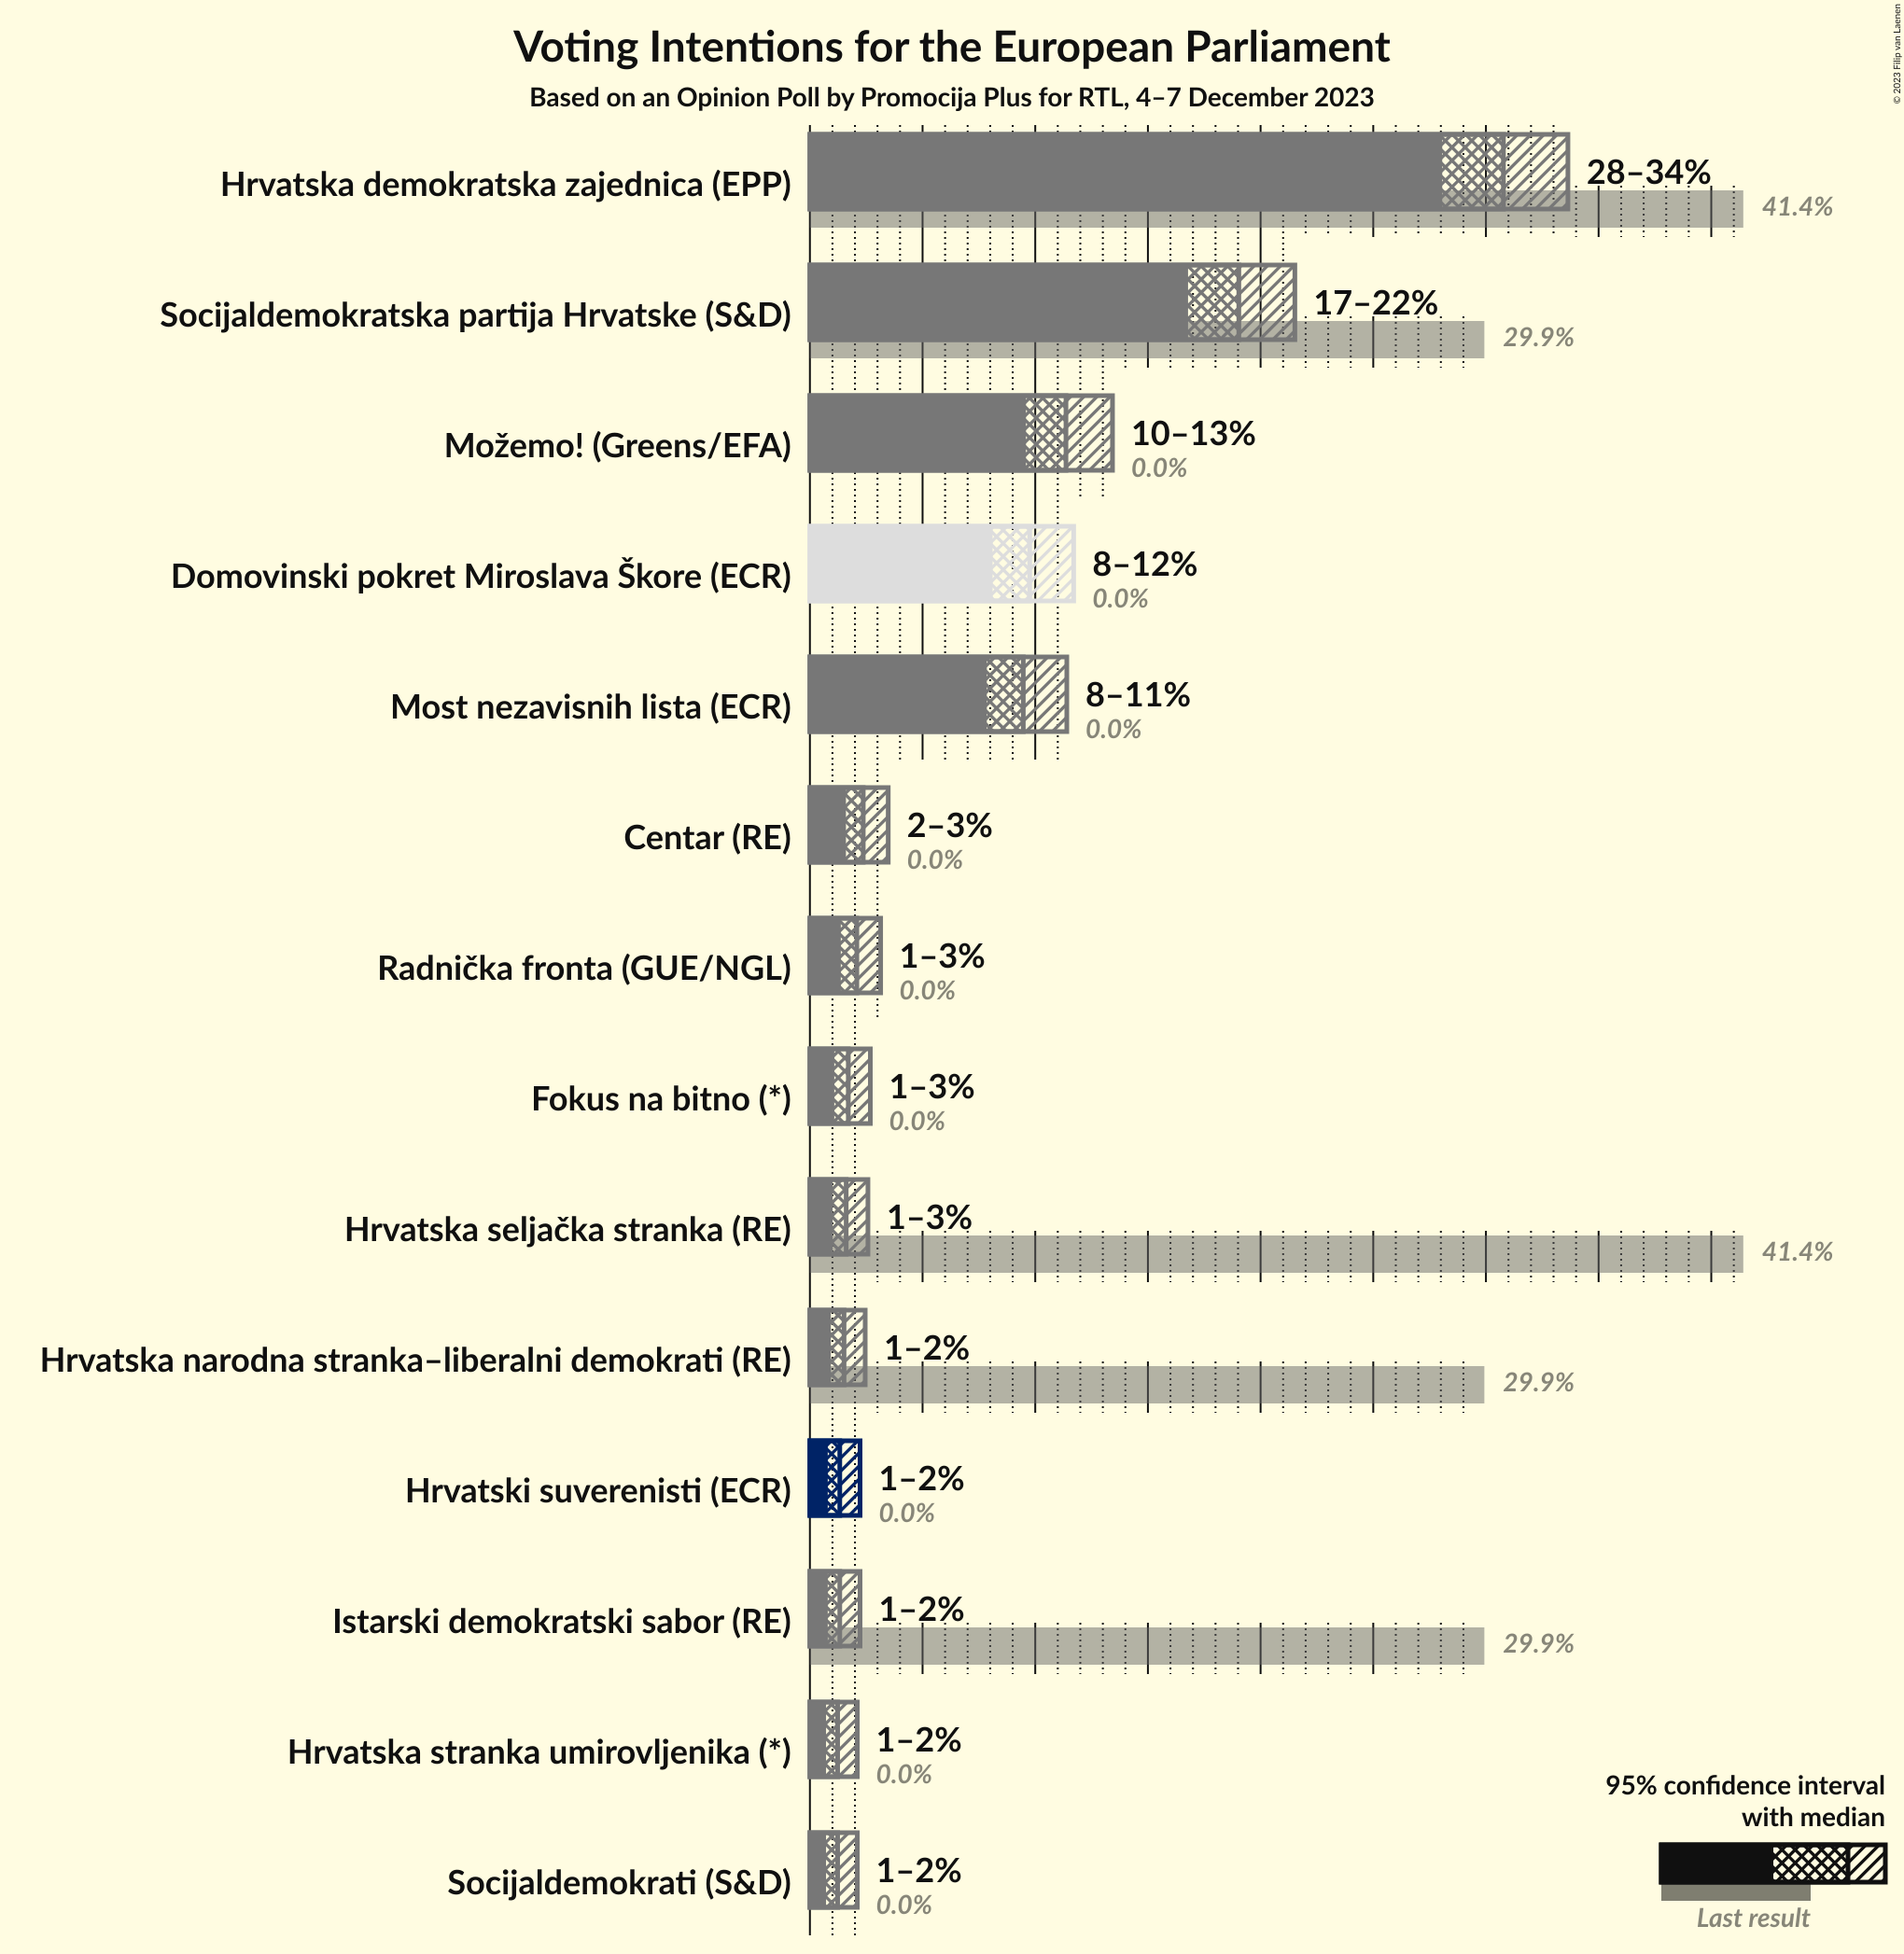 Voting Intentions for the European Parliament
Based on an Opinion Poll by Promocija Plus for RTL, 4–7 December 2023
© 2023 Filip van Laenen
Hrvatska demokratska zajednica (EPP)
28–34%
41.4%
Socijaldemokratska partija Hrvatske (S&D)
17–22%
29.9%
Možemo! (Greens/EFA)
10–13%
0.0%
Domovinski pokret Miroslava Škore (ECR)
8–12%
0.0%
Most nezavisnih lista (ECR)
8–11%
0.0%
Centar (RE)
2–3%
0.0%
Radnička fronta (GUE/NGL)
1–3%
0.0%
Fokus na bitno (*)
1–3%
0.0%
Hrvatska seljačka stranka (RE)
1–3%
41.4%
Hrvatska narodna stranka–liberalni demokrati (RE)
1–2%
29.9%
Hrvatski suverenisti (ECR)
1–2%
0.0%
Istarski demokratski sabor (RE)
1–2%
29.9%
Hrvatska stranka umirovljenika (*)
1–2%
0.0%
Socijaldemokrati (S&D)
1–2%
0.0%
95% confidence interval
with median
Last result